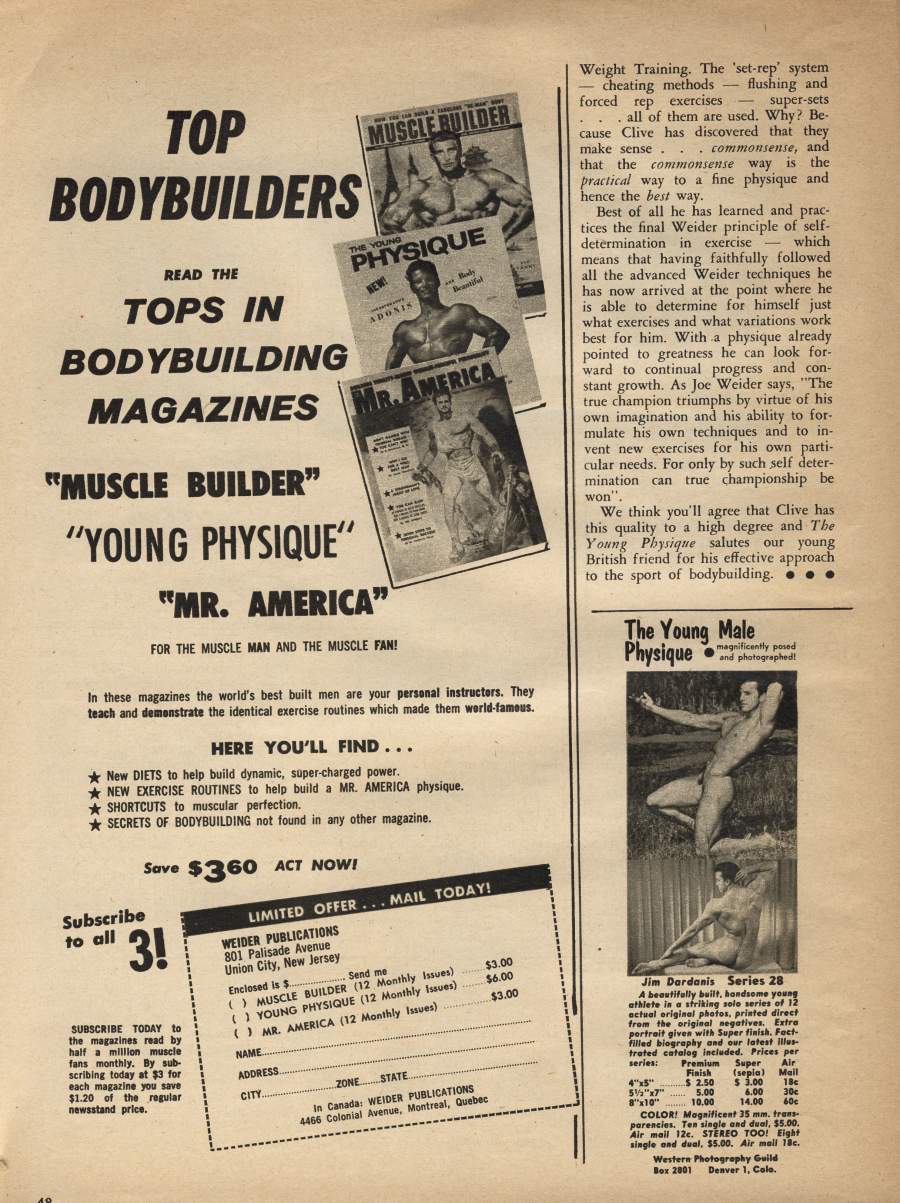 TOP
BODYBUILDERS
READ THE
TOPS IN
BODYBUILDING
MAGAZINES
"MUSCLE BUILDER"
"YOUNG PHYSIQUE"
"MR. AMERICA"
FOR THE MUSCLE MAN AND THE MUSCLE FAN!
MUSCLE BUILDER
THE YOUNG
PHYSIQUE
NEW!
ADONIS
AND Body
Beautiful
MR. AMERICA
In these magazines the world's best built men are your personal instructors. They
teach and demonstrate the identical exercise routines which made them world-famous.
HERE YOU'LL FIND . . .
★ New DIETS to help build dynamic, super-charged power.
★ NEW EXERCISE ROUTINES to help build a MR. AMERICA physique.
★ SHORTCUTS to muscular perfection.
★ SECRETS OF BODYBUILDING not found in any other magazine.
Save $3.60 ACT NOW!
Subscribe
to all 3!
SUBSCRIBE TODAY to
the magazines read by
half a million muscle
fans monthly. By sub-
scribing today at $3 for
each magazine you save
$1.20 of the regular
newsstand price.
LIMITED OFFER . . . MAIL TODAY!
WEIDER PUBLICATIONS
801 Palisade Avenue
Union City, New Jersey
Enclosed is $.................. Send me
( ) MUSCLE BUILDER (12 Monthly Issues) ......$3.00
( ) YOUNG PHYSIQUE (12 Monthly Issues) ......$6.00
( ) MR. AMERICA (12 Monthly Issues) ............$3.00
NAME....................
ADDRESS....................
CITY....................ZONE......STATE....................
In Canada: WEIDER PUBLICATIONS
4466 Colonial Avenue, Montreal, Quebec
48
Weight Training. The 'set-rep' system
— cheating methods — flushing and
forced rep exercises — super-sets
. . . all of them are used. Why? Be-
cause Clive has discovered that they
make sense . . . commonsense, and
that the commonsense way is the
practical way to a fine physique and
hence the best way.
Best of all he has learned and prac-
tices the final Weider principle of self-
determination in exercise — which
means that having faithfully followed
all the advanced Weider techniques he
has now arrived at the point where he
is able to determine for himself just
what exercises and what variations work
best for him. With a physique already
pointed to greatness he can look for-
ward to continual progress and con-
stant growth. As Joe Weider says, "The
true champion triumphs by virtue of his
own imagination and his ability to for-
mulate his own techniques and to in-
vent new exercises for his own parti-
cular needs. For only by such self deter-
mination can true championship be
won".
We think you'll agree that Clive has
this quality to a high degree and The
Young Physique salutes our young
British friend for his effective approach
to the sport of bodybuilding. ● ● ●
The Young Male
Physique ● magnificently posed
and photographed!
Jim Dardanis Series 28
A beautifully built, handsome young
athlete in a striking solo series of 12
actual original photos, printed direct
from the original negatives. Extra
portrait given with Super finish. Fact-
filled biography and our latest illus-
trated catalog included. Prices per
series: Premium Super Air
Finish (sepia) Mail
4"x5" ..........$ 2.50 $ 3.00 18c
5½"x7" ...... 5.00 6.00 30c
8"x10" ....... 10.00 14.00 60c
COLOR! Magnificent 35 mm. trans-
parencies. Ten single and dual, $5.00.
Air mail 12c. STEREO TOO! Eight
single and dual, $5.00. Air mail 18c.
Western Photography Guild
Box 2801 Denver 1, Colo.